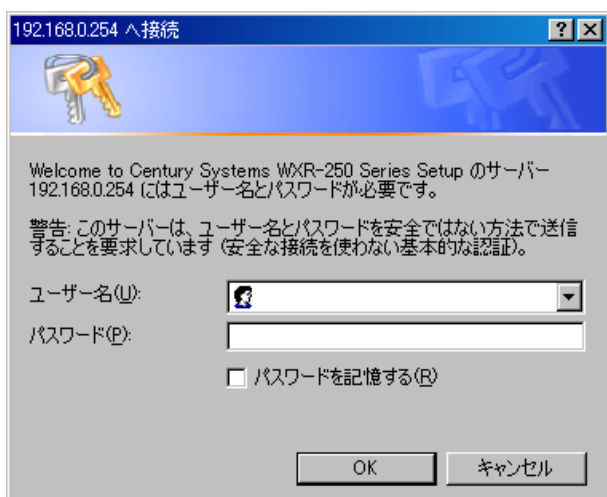 192.168.0.254 へ接続
Welcome to Century Systems WXR-250 Series Setup のサーバー
192.168.0.254 にはユーザー名とパスワードが必要です。
警告: このサーバーは、ユーザー名とパスワードを安全ではない方法で送信
することを要求しています (安全な接続を使わない基本的な認証)。
ユーザー名(U):
パスワード(P):
パスワードを記憶する(R)
OK キャンセル